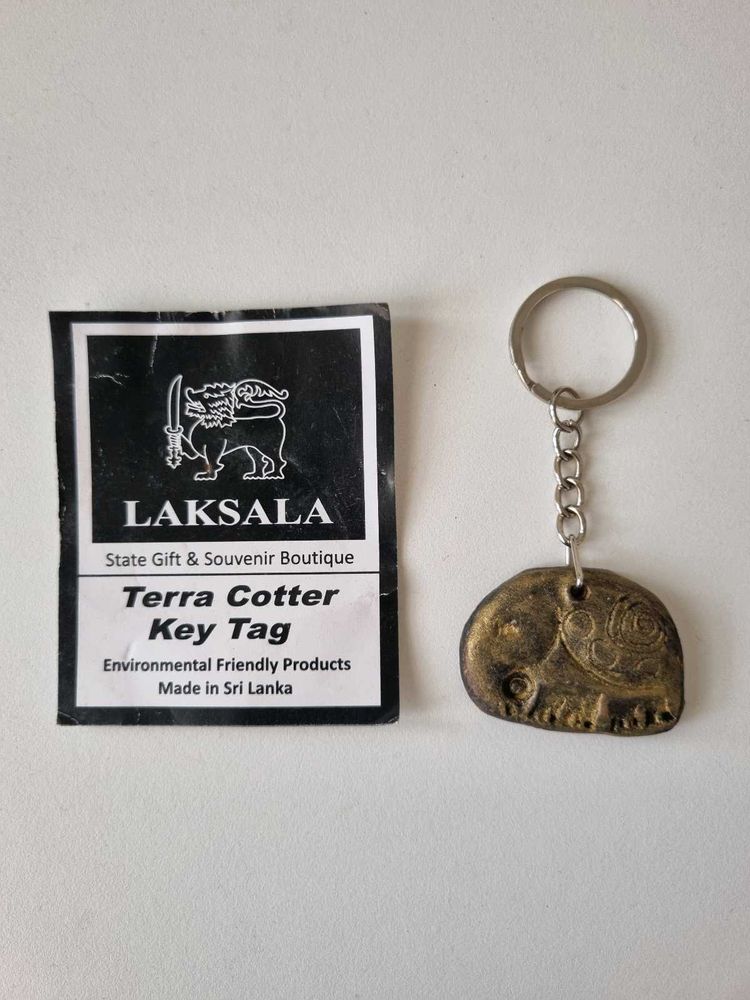 LAKSALA
State Gift & Souvenir Boutique
Terra Cotter
Key Tag
Environmental Friendly Products
Made in Sri Lanka